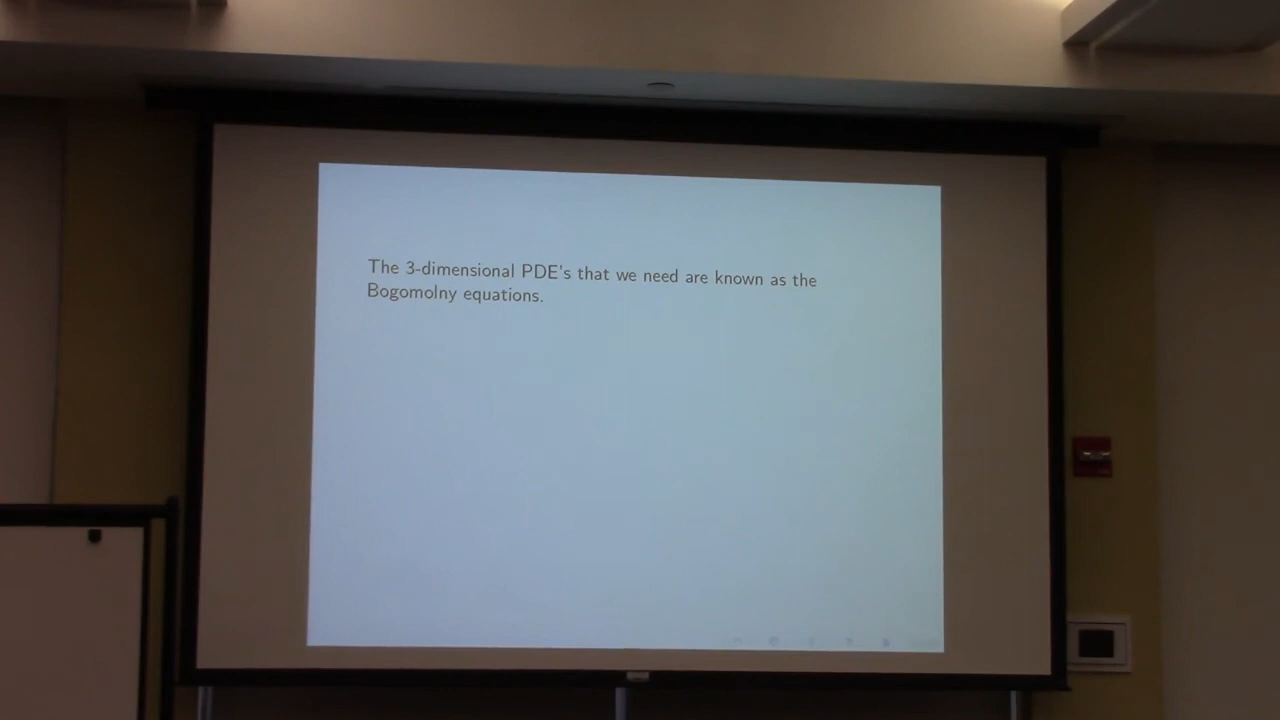 The 3-dimensional PDE's that we need are known as the
Bogomolny equations.